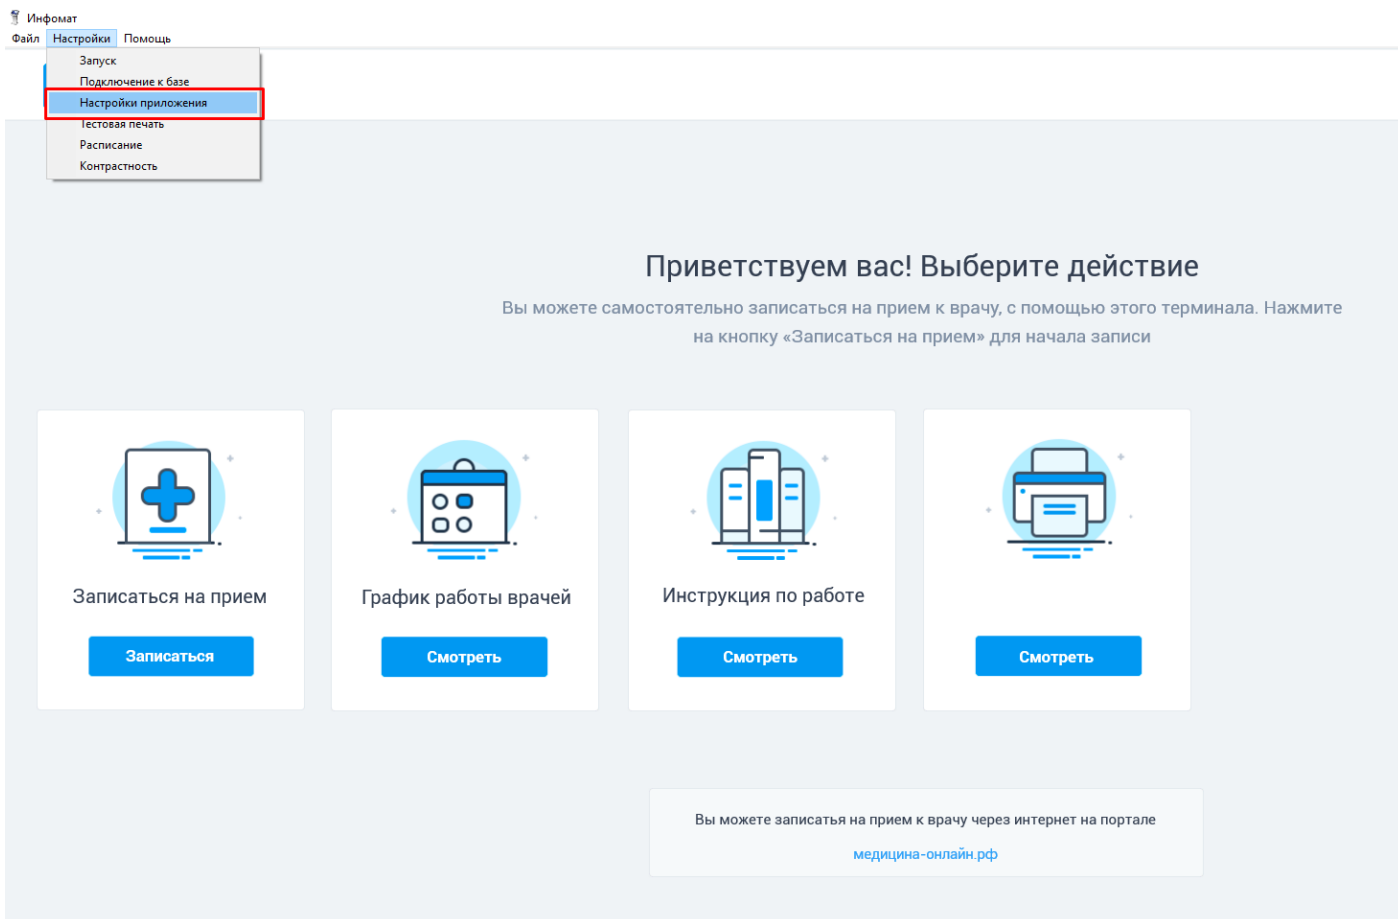 Инфомат
Файл Настройки Помощь
Запуск
Подключение к базе
Настройки приложения
Тестовая печать
Расписание
Контрастность
Приветствуем вас! Выберите действие
Вы можете самостоятельно записаться на прием к врачу, с помощью этого терминала. Нажмите
на кнопку «Записаться на прием» для начала записи
Записаться на прием
Записаться
График работы врачей
Смотреть
Инструкция по работе
Смотреть
Смотреть
Вы можете записатья на прием к врачу через интернет на портале
медицина-онлайн.рф